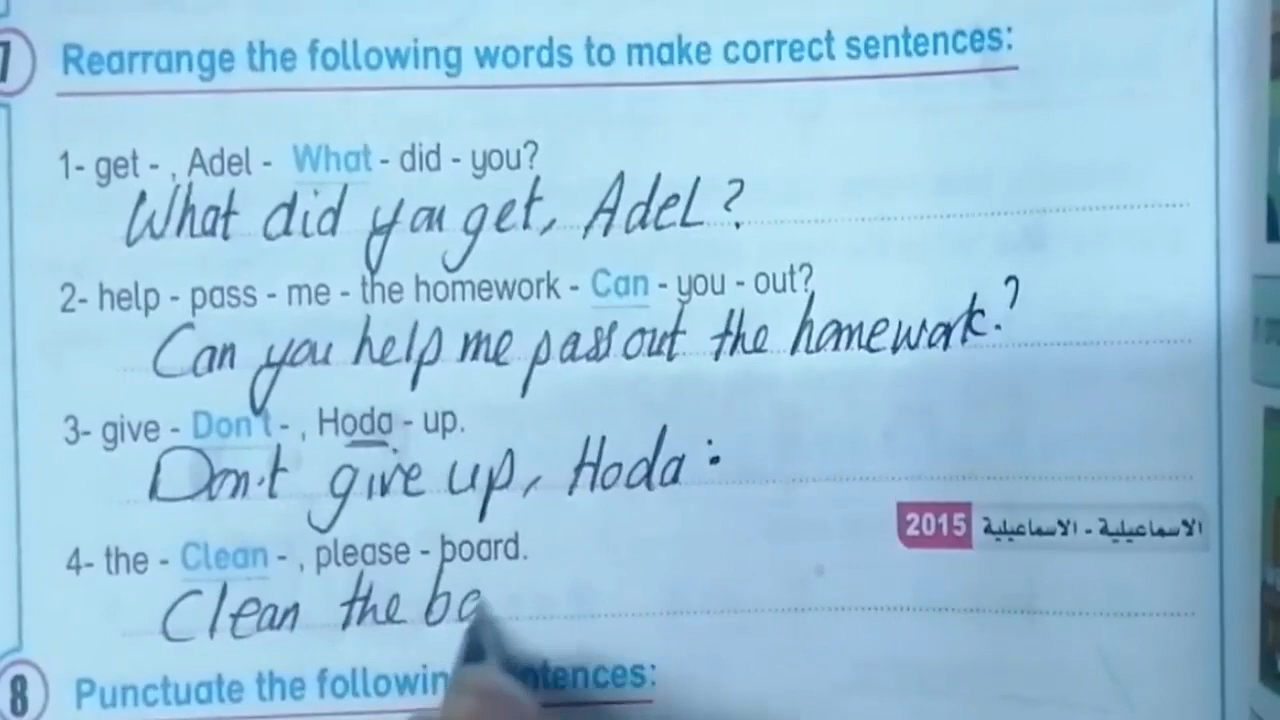 7 Rearrange the following words to make correct sentences:
1- get - , Adel - What - did - you?
What did you get, Adel?
2- help - pass - me - the homework - Can - you - out?
Can you help me pass out the homework.?
3- give - Don't - , Hoda - up.
Don't give up, Hoda :
2015 الاسماعيلية - الاسماعيلية
4- the - Clean - , please - board.
Clean the bo
8 Punctuate the following sentences: